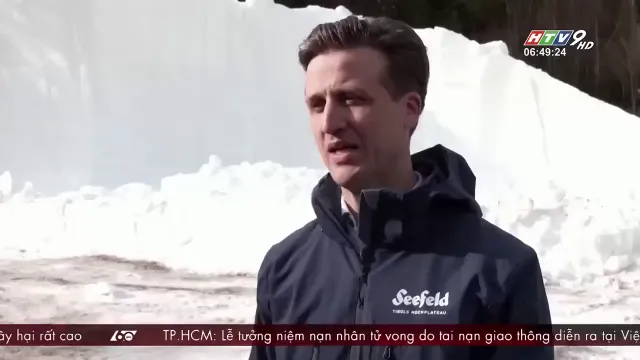 HTV9 HD
06:49:24
Seefeld
TIROLS HOCHPLATEAU
ây hại rất cao
TP.HCM: Lễ tưởng niệm nạn nhân tử vong do tai nạn giao thông diễn ra tại Việ